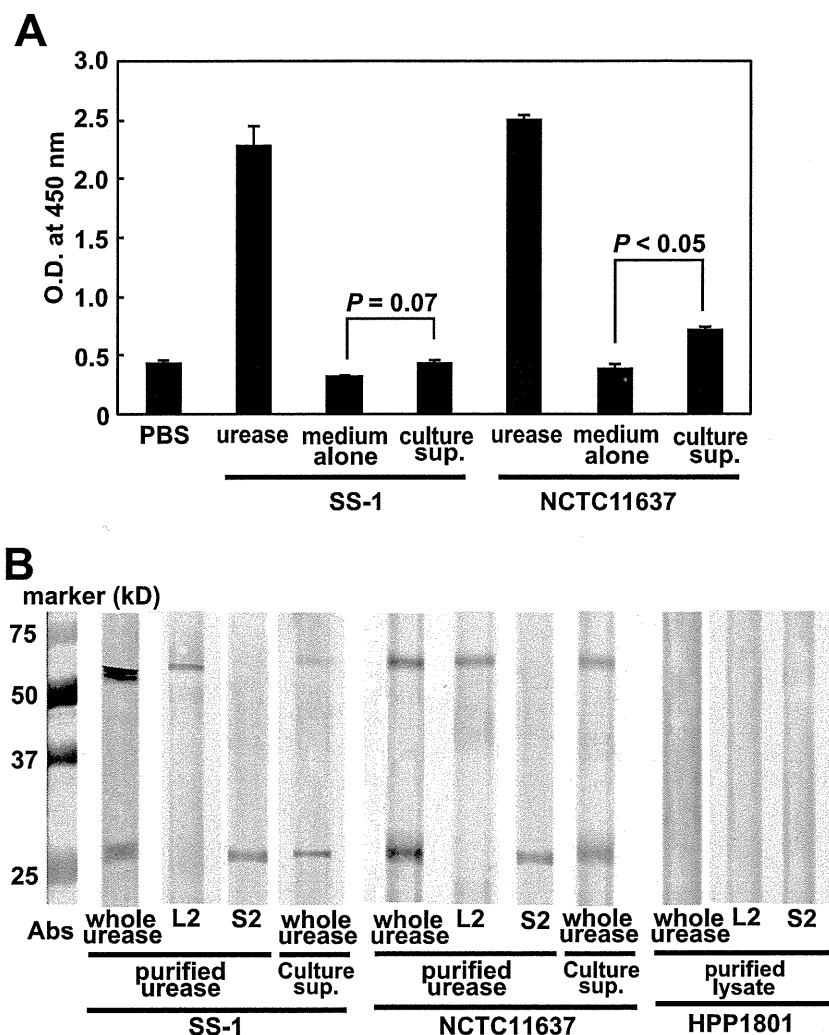 A
3.0
2.5
2.0
1.5
1.0
0.5
0
O.D. at 450 nm
P = 0.07
P < 0.05
PBS urease medium alone culture sup. urease medium alone culture sup.
SS-1 NCTC11637
B
marker (kD)
75
50
37
25
Abs whole urease L2 S2 whole urease whole urease L2 S2 whole urease whole urease L2 S2
purified urease Culture sup. purified urease Culture sup. purified lysate
SS-1 NCTC11637 HPP1801